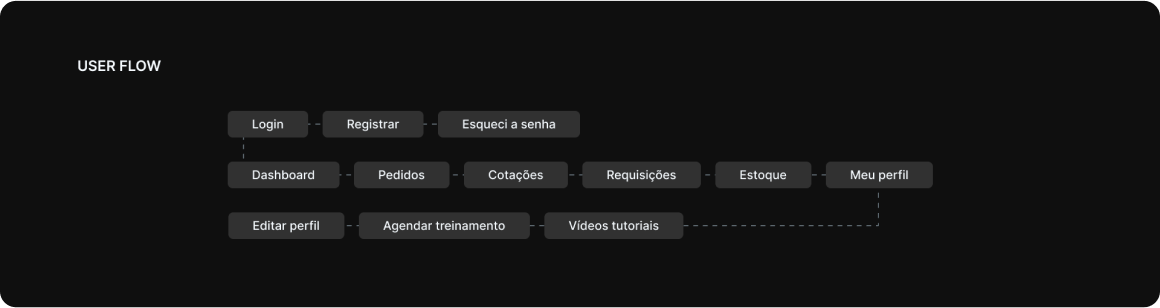 USER FLOW
Login Registrar Esqueci a senha
Dashboard Pedidos Cotações Requisições Estoque Meu perfil
Editar perfil Agendar treinamento Vídeos tutoriais